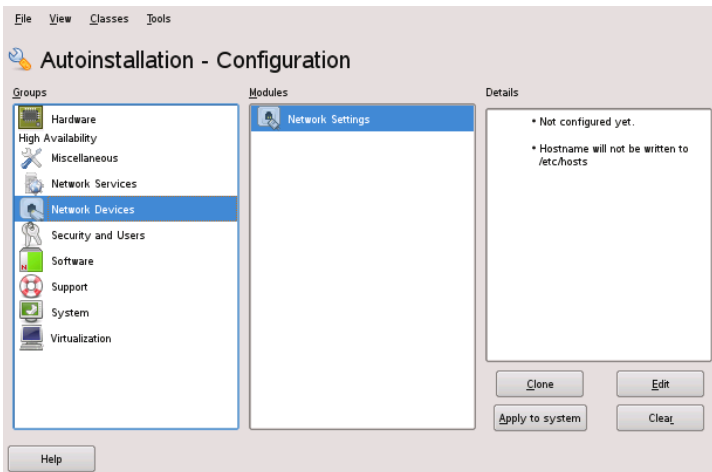 File View Classes Tools
Autoinstallation - Configuration
Groups
Modules
Details
Hardware
High Availability
Miscellaneous
Network Services
Network Devices
Security and Users
N
Software
Support
System
Virtualization
Network Settings
• Not configured yet.
• Hostname will not be written to
/etc/hosts
Clone
Edit
Apply to system
Clear
Help